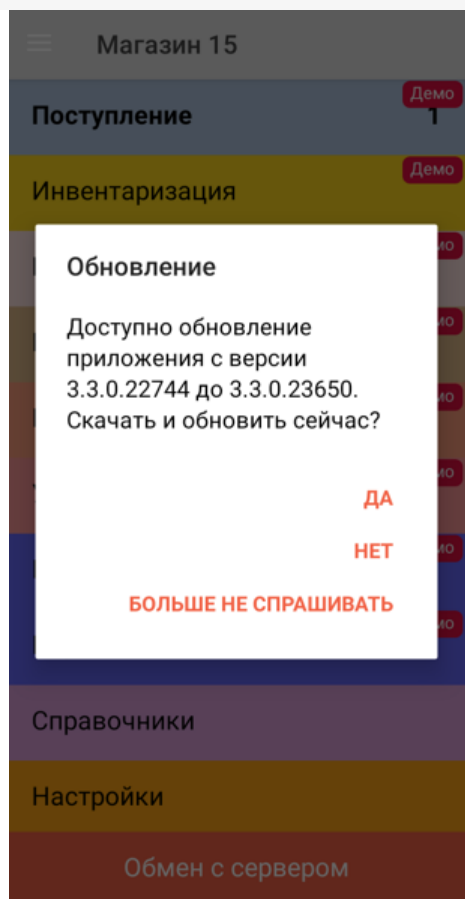 Магазин 15
Демо
Поступление 1
Демо
Инвентаризация
Обновление
Доступно обновление
приложения с версии
3.3.0.22744 до 3.3.0.23650.
Скачать и обновить сейчас?
ДА
НЕТ
БОЛЬШЕ НЕ СПРАШИВАТЬ
Справочники
Настройки
Обмен с сервером